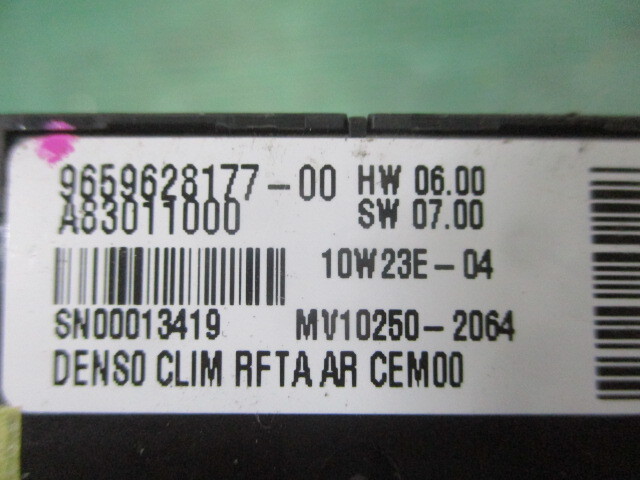 9659628177-00 HW 06.00
A83011000 SW 07.00
10W23E-04
SN00013419 MV10250-2064
DENSO CLIM RFTA AR CEM00